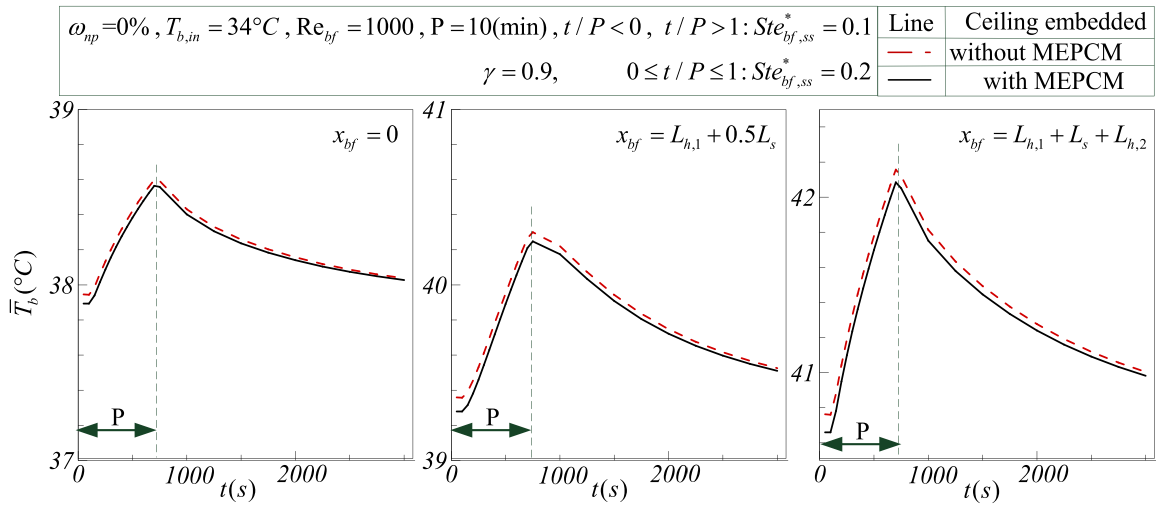 ω_np=0% , T_b,in = 34°C , Re_bf = 1000 , P = 10(min) , t / P < 0 , t / P > 1 : Ste*_bf,ss = 0.1
γ = 0.9, 0 ≤ t / P ≤ 1 : Ste*_bf,ss = 0.2
Line Ceiling embedded
without MEPCM
with MEPCM
39
38
37
T̅_b(°C)
x_bf = 0
P
0 1000 2000
t(s)
41
40
39
x_bf = L_h,1 + 0.5L_s
P
0 1000 2000
t(s)
42
41
x_bf = L_h,1 + L_s + L_h,2
P
0 1000 2000
t(s)